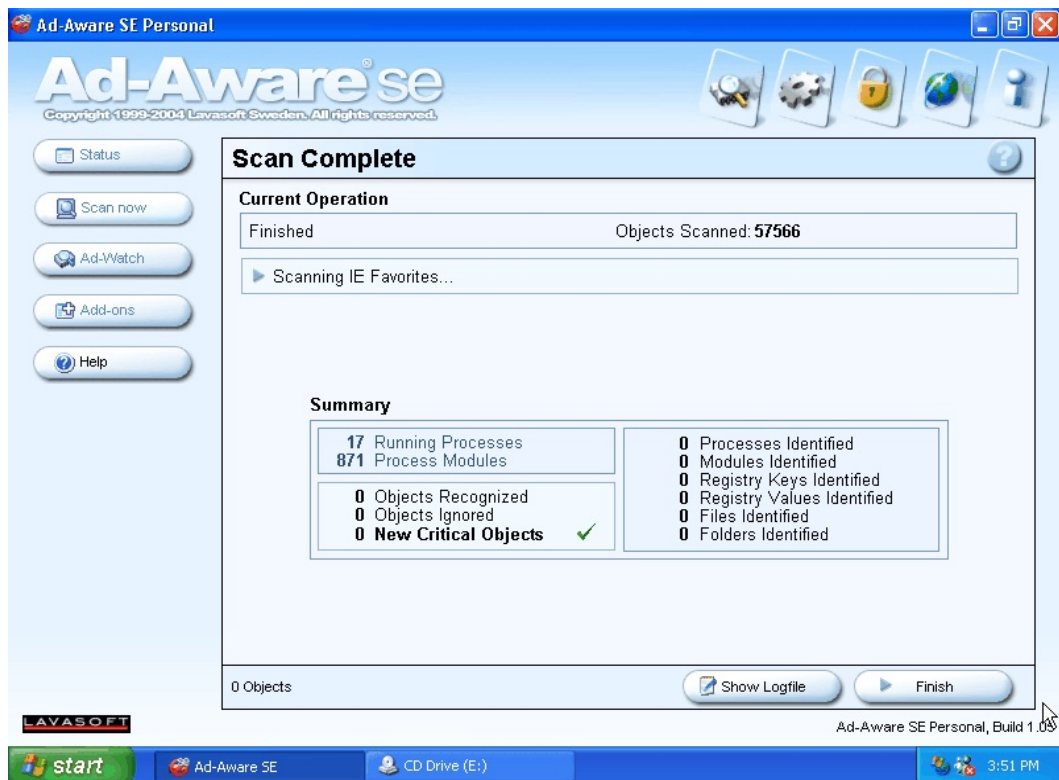 Ad-Aware SE Personal
Ad-Aware® se
Copyright 1999-2004 Lavasoft Sweden. All rights reserved.
Status
Scan now
Ad-Watch
Add-ons
Help
Scan Complete
Current Operation
Finished Objects Scanned: 57566
Scanning IE Favorites...
Summary
17 Running Processes
871 Process Modules
0 Objects Recognized
0 Objects Ignored
0 New Critical Objects
0 Processes Identified
0 Modules Identified
0 Registry Keys Identified
0 Registry Values Identified
0 Files Identified
0 Folders Identified
0 Objects
Show Logfile
Finish
LAVASOFT
Ad-Aware SE Personal, Build
start
Ad-Aware SE
CD Drive (E:)
3:51 PM